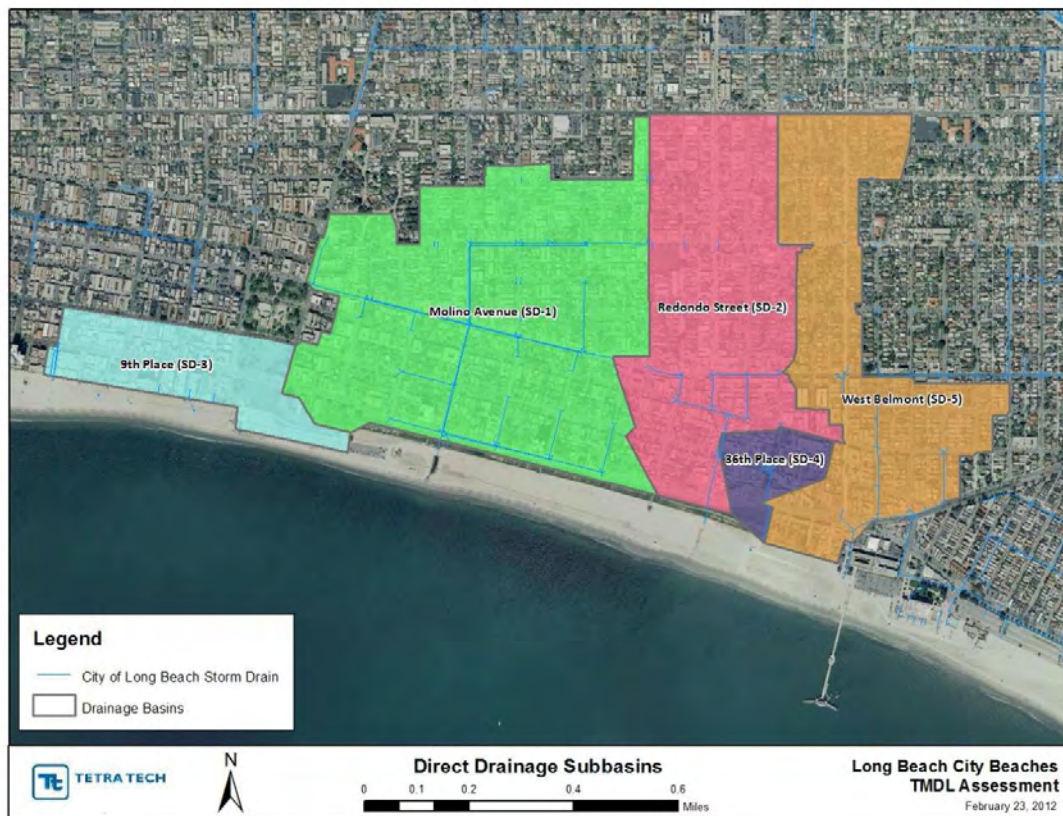 Molino Avenue (SD-1)
Redondo Street (SD-2)
9th Place (SD-3)
West Belmont (SD-5)
36th Place (SD-4)
Legend
City of Long Beach Storm Drain
Drainage Basins
Tt TETRA TECH
N
Direct Drainage Subbasins
0 0.1 0.2 0.4 0.6
Miles
Long Beach City Beaches
TMDL Assessment
February 23, 2012